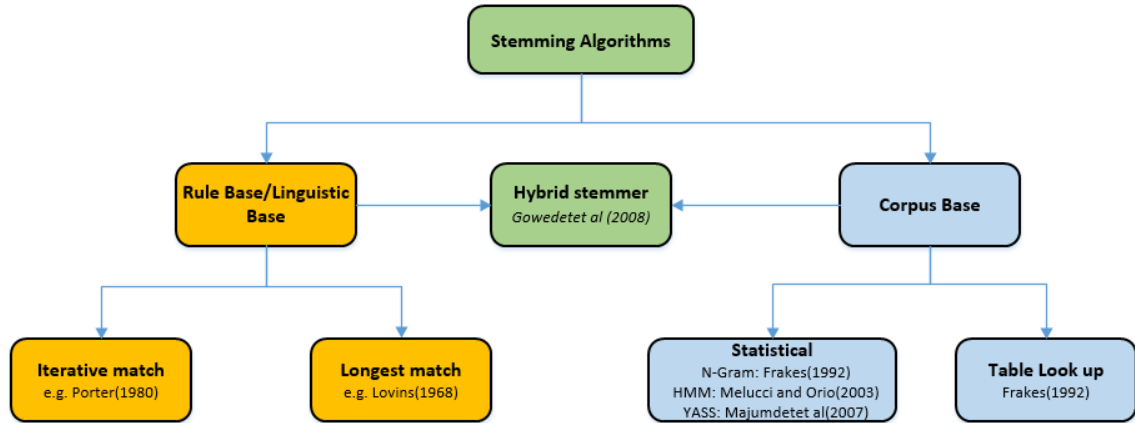 Stemming Algorithms
Rule Base/Linguistic
Base
Hybrid stemmer
Gowedetet al (2008)
Corpus Base
Iterative match
e.g. Porter(1980)
Longest match
e.g. Lovins(1968)
Statistical
N-Gram: Frakes(1992)
HMM: Melucci and Orio(2003)
YASS: Majumdetet al(2007)
Table Look up
Frakes(1992)